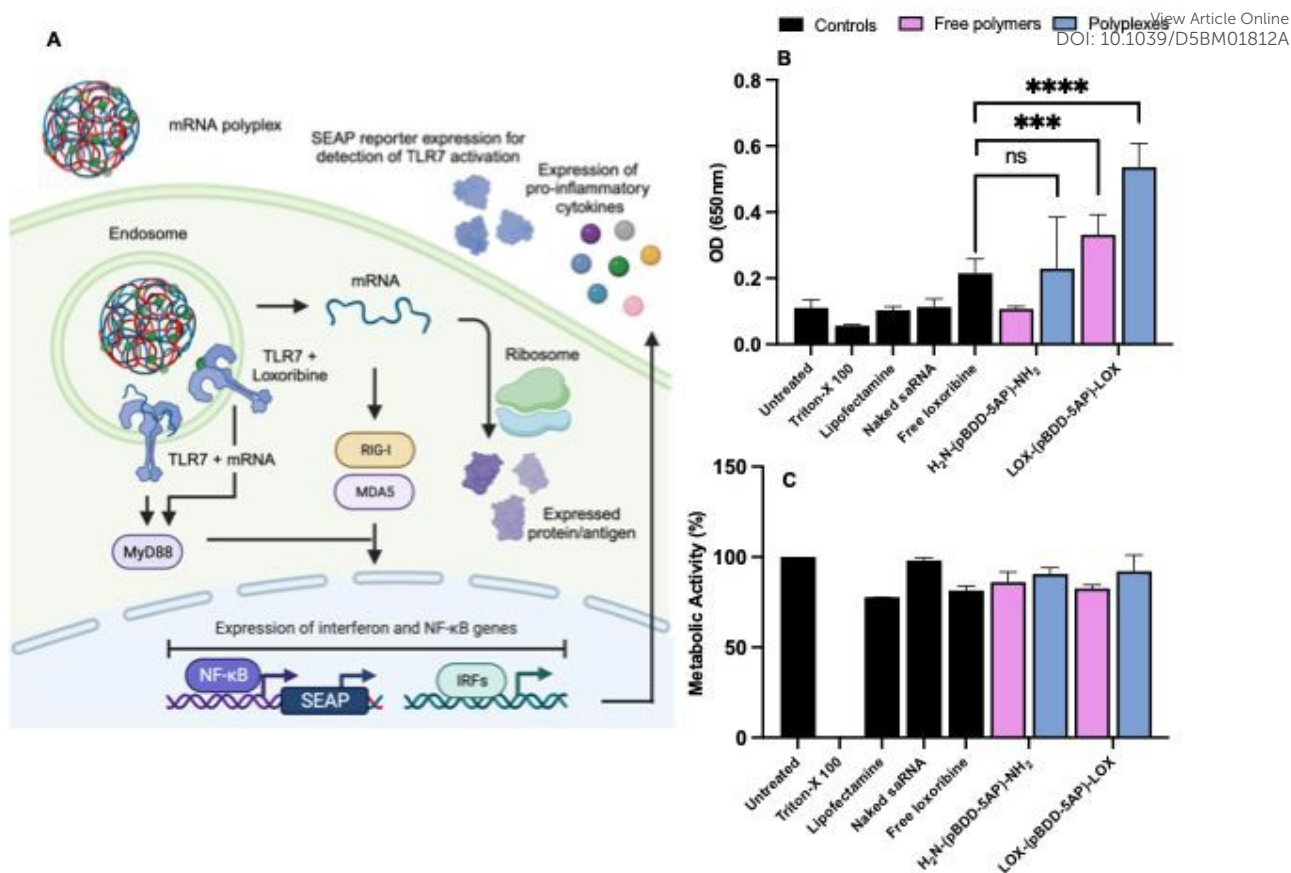 View Article Online
DOI: 10.1039/D5BM01812A
A
mRNA polyplex
SEAP reporter expression for
detection of TLR7 activation
Expression of
pro-inflammatory
cytokines
Endosome
mRNA
TLR7 +
Loxoribine
Ribosome
RIG-I
TLR7 + mRNA
MDA5
Expressed
protein/antigen
MyD88
Expression of interferon and NF-κB genes
NF-κB
SEAP
IRFs
Controls
Free polymers
Polyplexes
B
OD (650nm)
0.8
0.6
0.4
0.2
0.0
****
***
ns
Untreated
Triton-X 100
Lipofectamine
Naked saRNA
Free loxoribine
H₂N-(pBDD-5AP)-NH₂
LOX-(pBDD-5AP)-LOX
C
Metabolic Activity (%)
150
100
50
0
Untreated
Triton-X 100
Lipofectamine
Naked saRNA
Free loxoribine
H₂N-(pBDD-5AP)-NH₂
LOX-(pBDD-5AP)-LOX